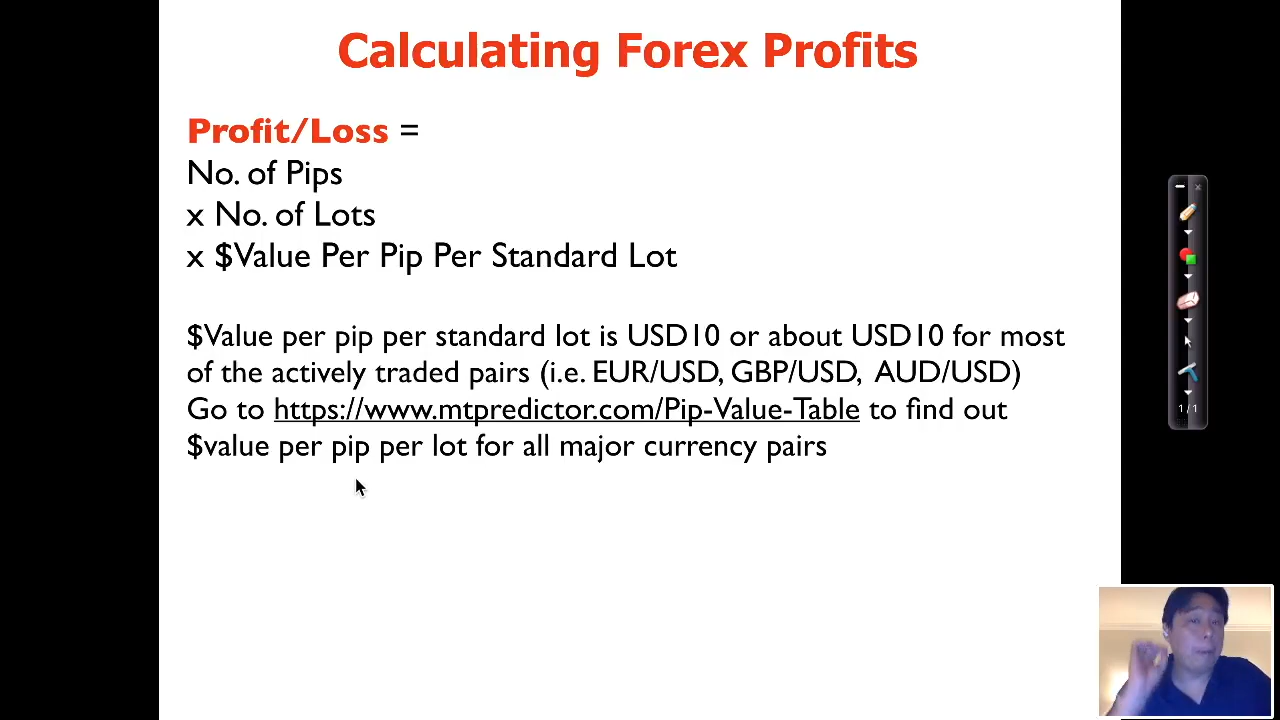 Calculating Forex Profits
Profit/Loss =
No. of Pips
x No. of Lots
x $Value Per Pip Per Standard Lot
$Value per pip per standard lot is USD10 or about USD10 for most
of the actively traded pairs (i.e. EUR/USD, GBP/USD, AUD/USD)
Go to https://www.mtpredictor.com/Pip-Value-Table to find out
$value per pip per lot for all major currency pairs
1/1